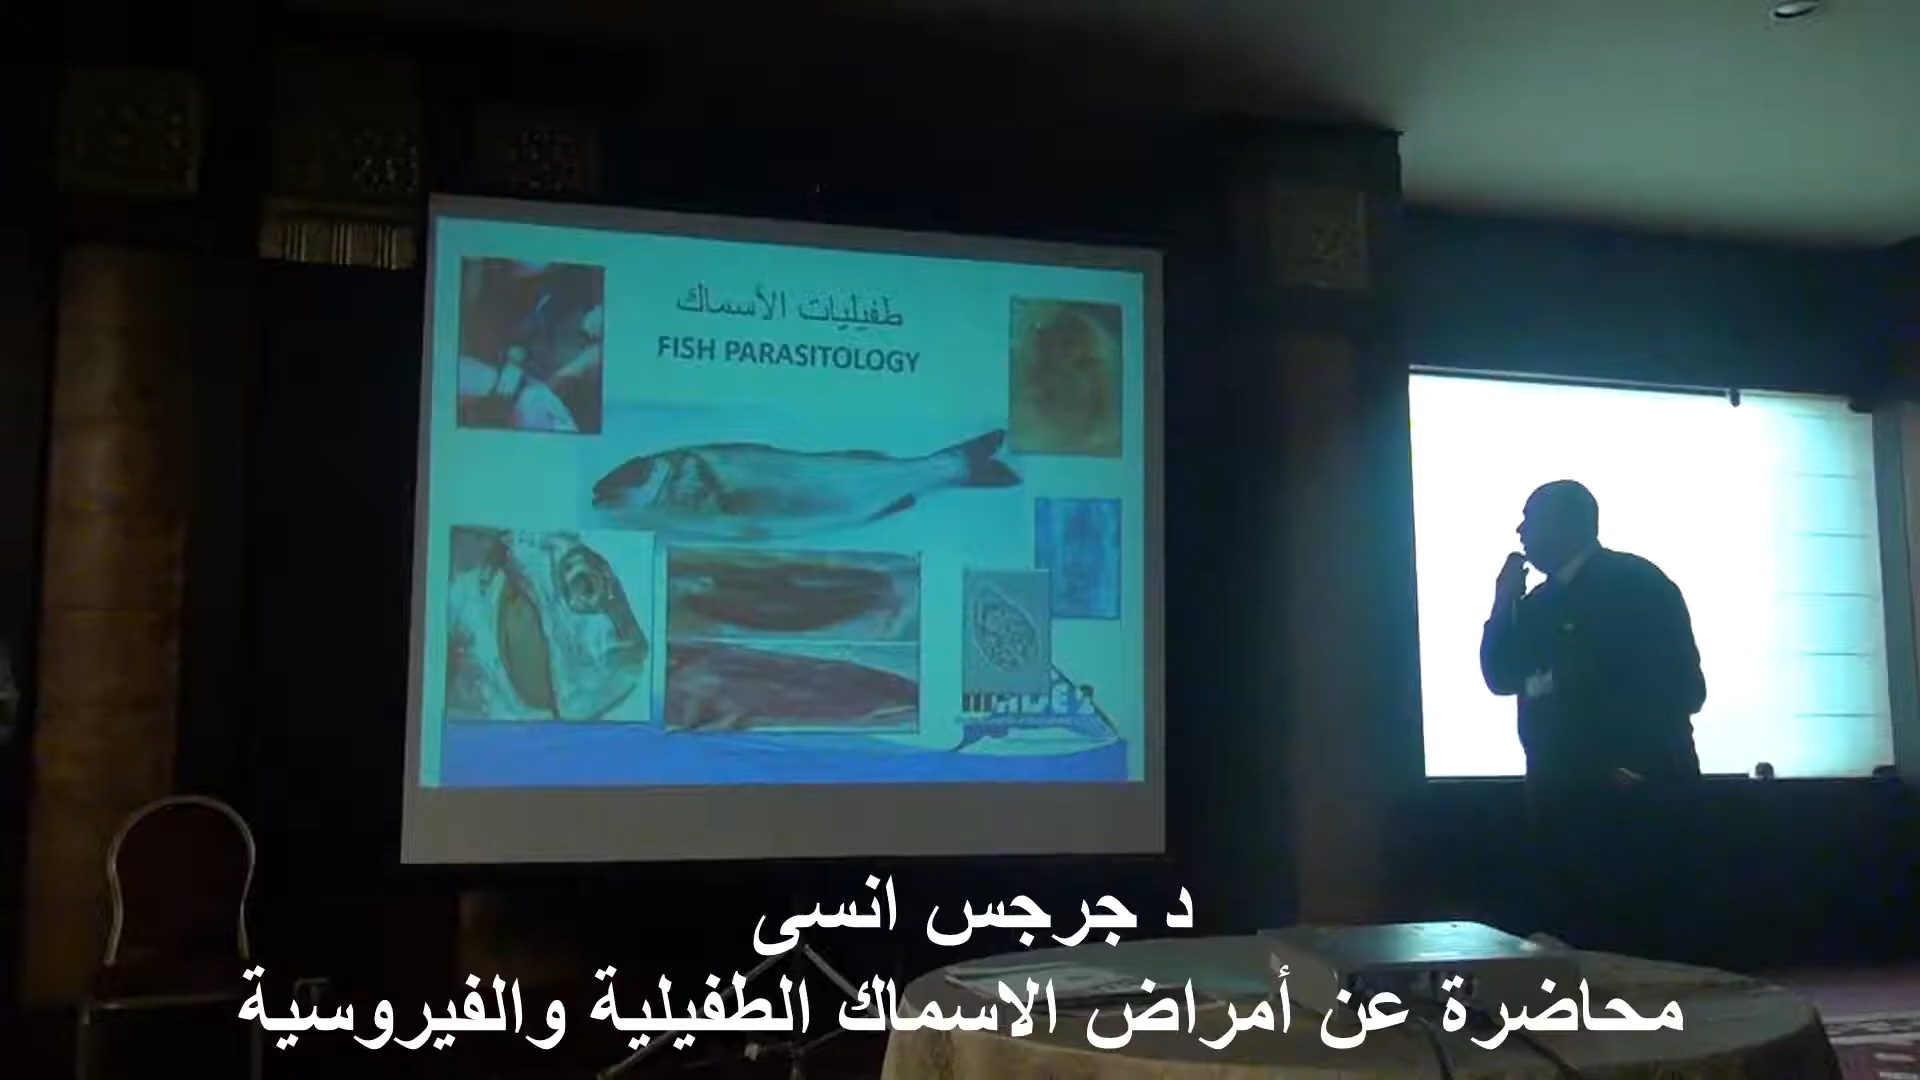 طفيليات الأسماك
FISH PARASITOLOGY
د جرجس انسى
محاضرة عن أمراض الاسماك الطفيلية والفيروسية